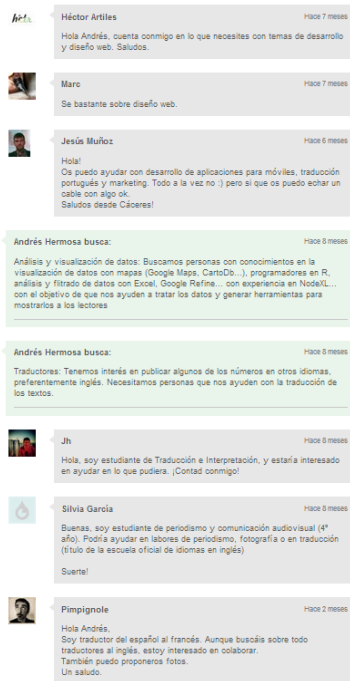 Héctor Artiles Hace 7 meses
Hola Andrés, cuenta conmigo en lo que necesites con temas de desarrollo
y diseño web. Saludos.
Marc Hace 7 meses
Se bastante sobre diseño web.
Jesús Muñoz Hace 6 meses
Hola!
Os puedo ayudar con desarrollo de aplicaciones para móviles, traducción
portugués y marketing. Todo a la vez no :) pero si que os puedo echar un
cable con algo ok.
Saludos desde Cáceres!
Andrés Hermosa busca: Hace 8 meses
Análisis y visualización de datos: Buscamos personas con conocimientos en la
visualización de datos con mapas (Google Maps, CartoDb...), programadores en R,
análisis y flitrado de datos con Excel, Google Refine... con experiencia en NodeXL...
con el objetivo de que nos ayuden a tratar los datos y generar herramientas para
mostrarlos a los lectores
Andrés Hermosa busca: Hace 8 meses
Traductores: Tenemos interés en publicar algunos de los números en otros idiomas,
preferentemente inglés. Necesitamos personas que nos ayuden con la traducción de
los textos.
Jh Hace 8 meses
Hola, soy estudiante de Traducción e Interpretación, y estaría interesado
en ayudar en lo que pudiera. ¡Contad conmigo!
Silvia García Hace 8 meses
Buenas, soy estudiante de periodismo y comunicación audiovisual (4º
año). Podría ayudar en labores de periodismo, fotografía o en traducción
(título de la escuela oficial de idiomas en inglés)
Suerte!
Pimpignole Hace 2 meses
Hola Andrés,
Soy traductor del español al francés. Aunque buscáis sobre todo
traductores al inglés, estoy interesado en colaborar.
También puedo proponeros fotos.
Un saludo.